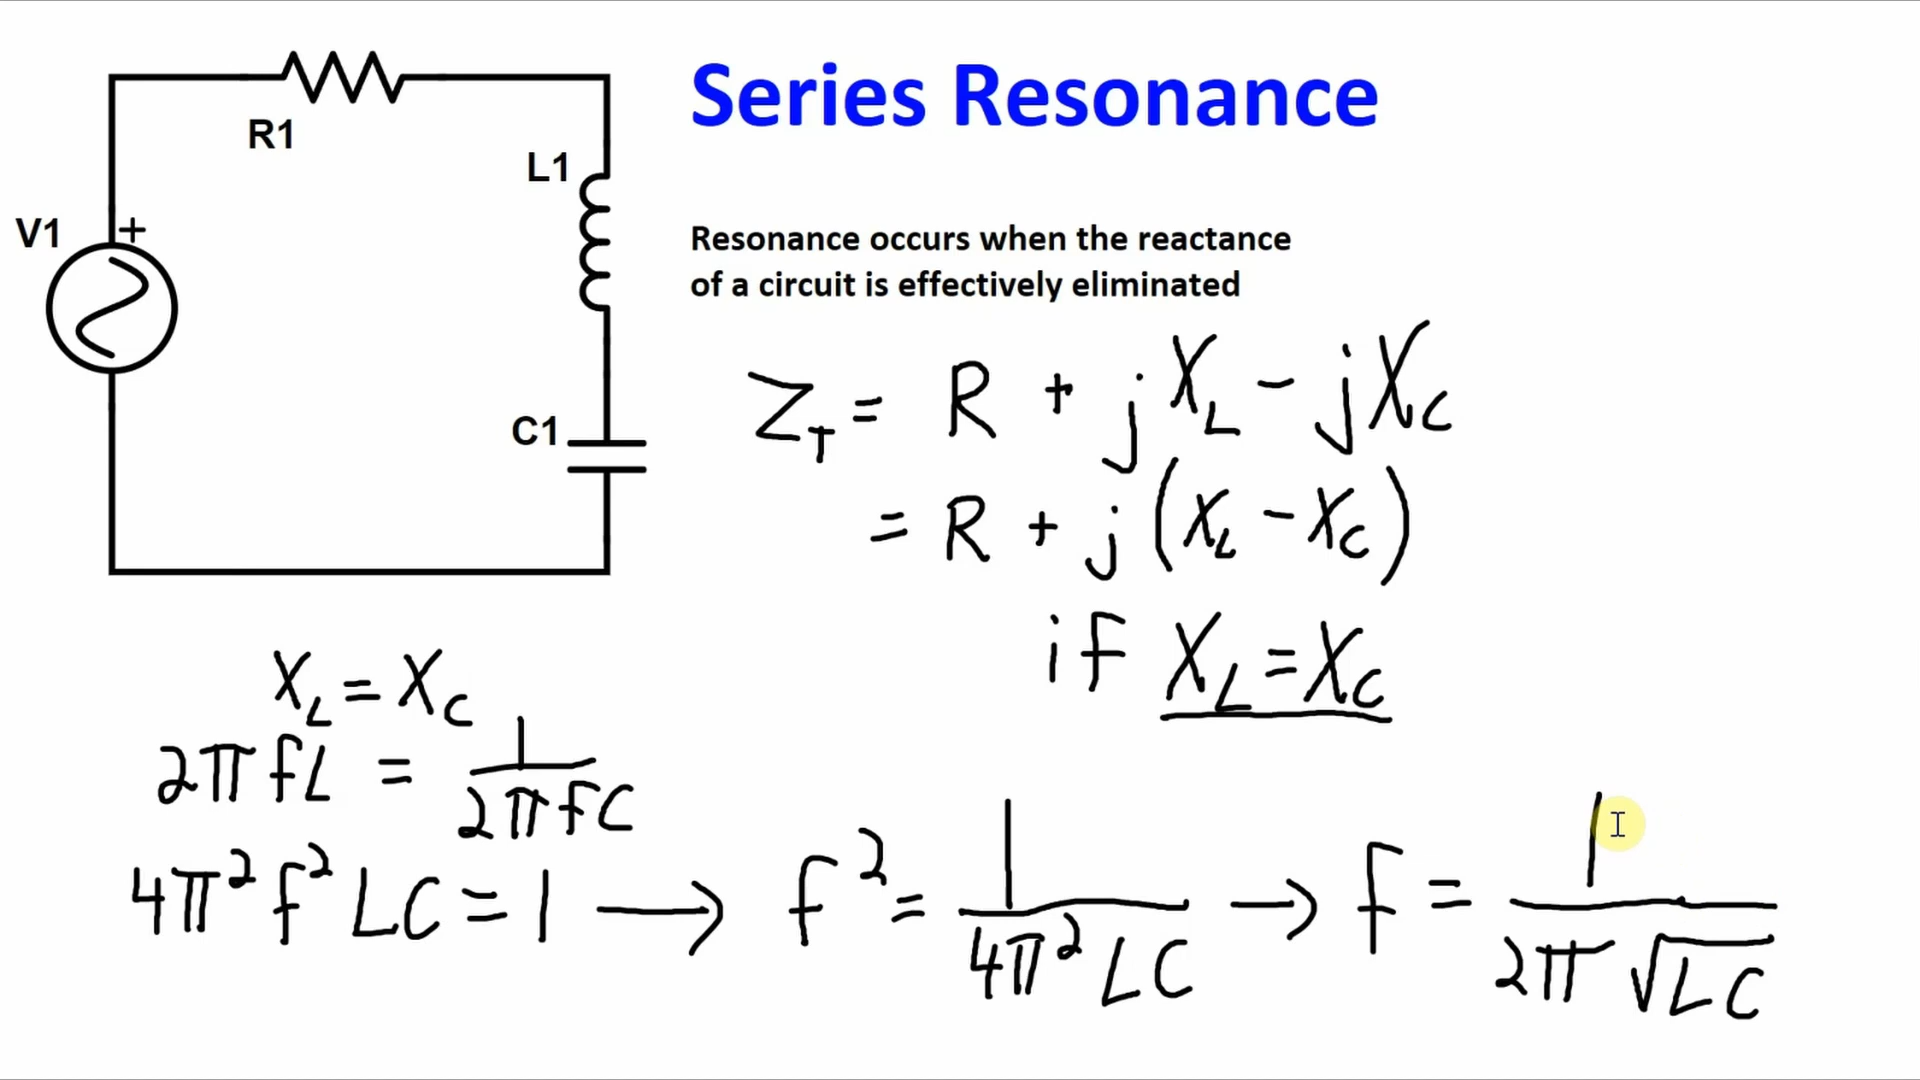 Series Resonance
R1
L1
V1
+
C1
Resonance occurs when the reactance
of a circuit is effectively eliminated
Z_T = R + jX_L - jX_C
= R + j(X_L - X_C)
if X_L = X_C
X_L = X_C
2πfL = 1/(2πfC)
4π²f²LC = 1 → f² = 1/(4π²LC) → f = 1/(2π√LC)